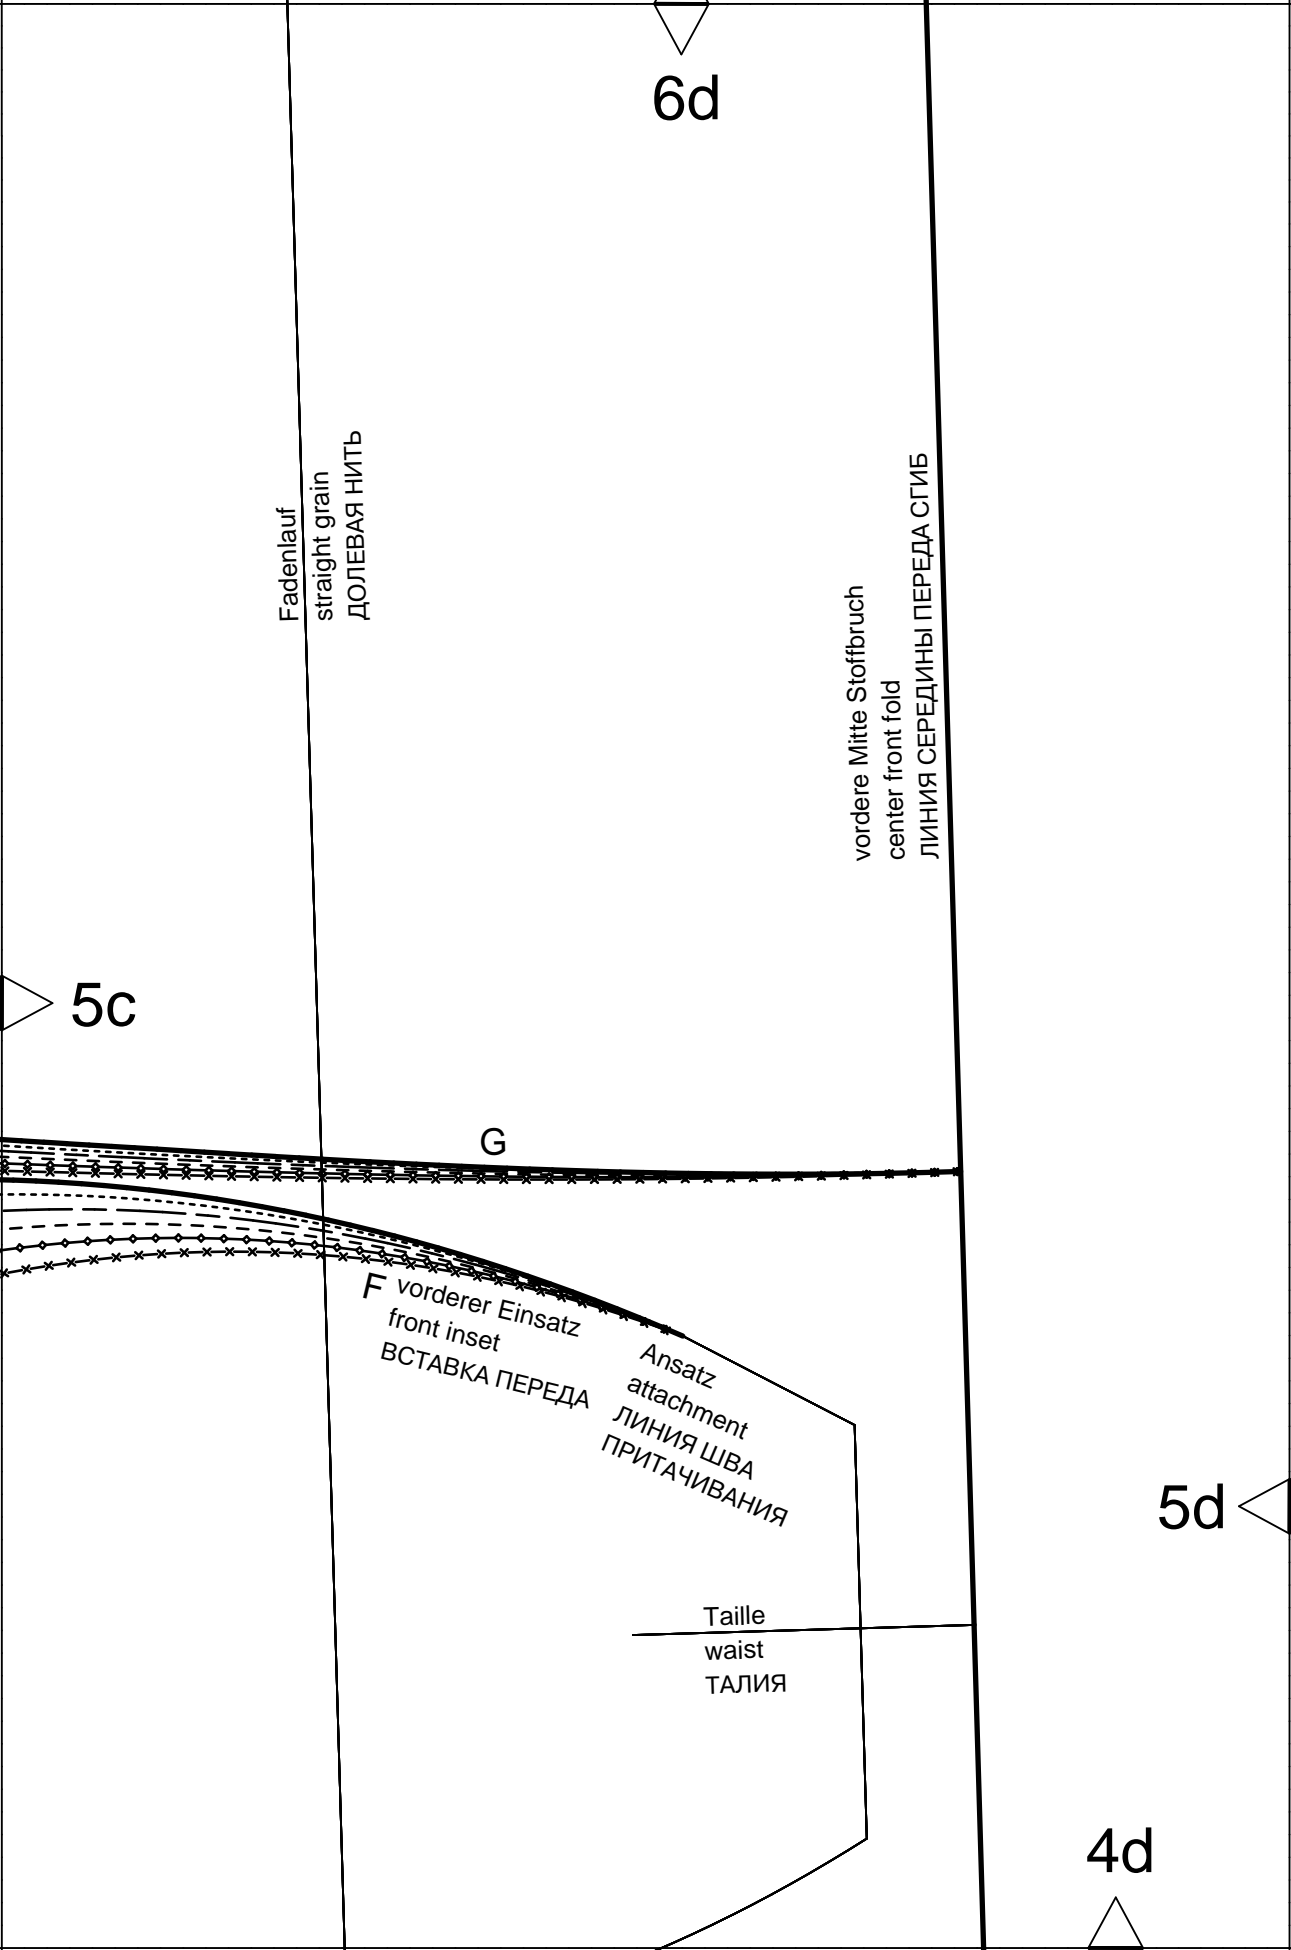 6d
Fadenlauf
straight grain
ДОЛЕВАЯ НИТЬ
vordere Mitte Stoffbruch
center front fold
ЛИНИЯ СЕРЕДИНЫ ПЕРЕДА СГИБ
5c
G
F vorderer Einsatz
front inset
ВСТАВКА ПЕРЕДА
Ansatz
attachment
ЛИНИЯ ШВА
ПРИТАЧИВАНИЯ
5d
Taille
waist
ТАЛИЯ
4d